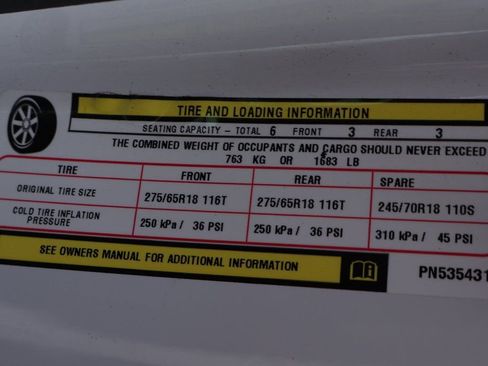 TIRE AND LOADING INFORMATION
SEATING CAPACITY - TOTAL 6 FRONT 3 REAR 3
THE COMBINED WEIGHT OF OCCUPANTS AND CARGO SHOULD NEVER EXCEED
763 KG OR 1683 LB
TIRE FRONT REAR SPARE
ORIGINAL TIRE SIZE 275/65R18 116T 275/65R18 116T 245/70R18 110S
COLD TIRE INFLATION PRESSURE 250 kPa / 36 PSI 250 kPa / 36 PSI 310 kPa / 45 PSI
SEE OWNERS MANUAL FOR ADDITIONAL INFORMATION
PN535431